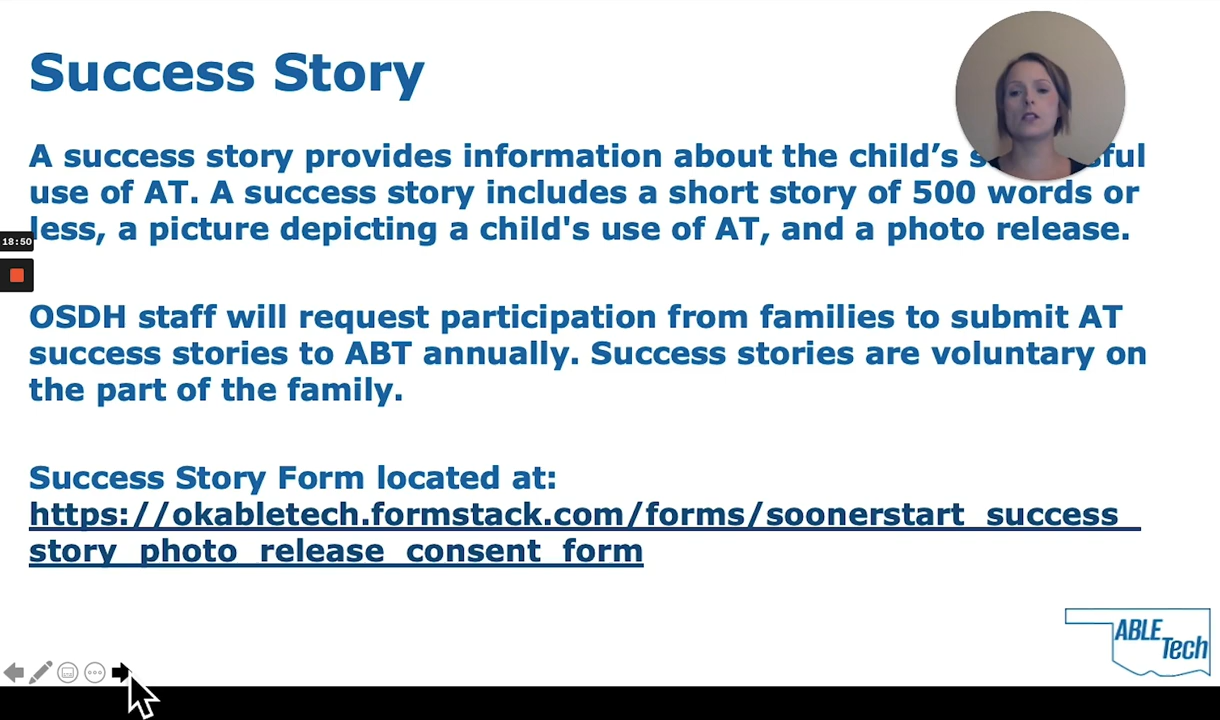 Success Story
A success story provides information about the child’s
use of AT. A success story includes a short story of 500 words or
less, a picture depicting a child's use of AT, and a photo release.
18:50
OSDH staff will request participation from families to submit AT
success stories to ABT annually. Success stories are voluntary on
the part of the family.
Success Story Form located at:
https://okabletech.formstack.com/forms/soonerstart_success_
story_photo_release_consent_form
ABLE
Tech